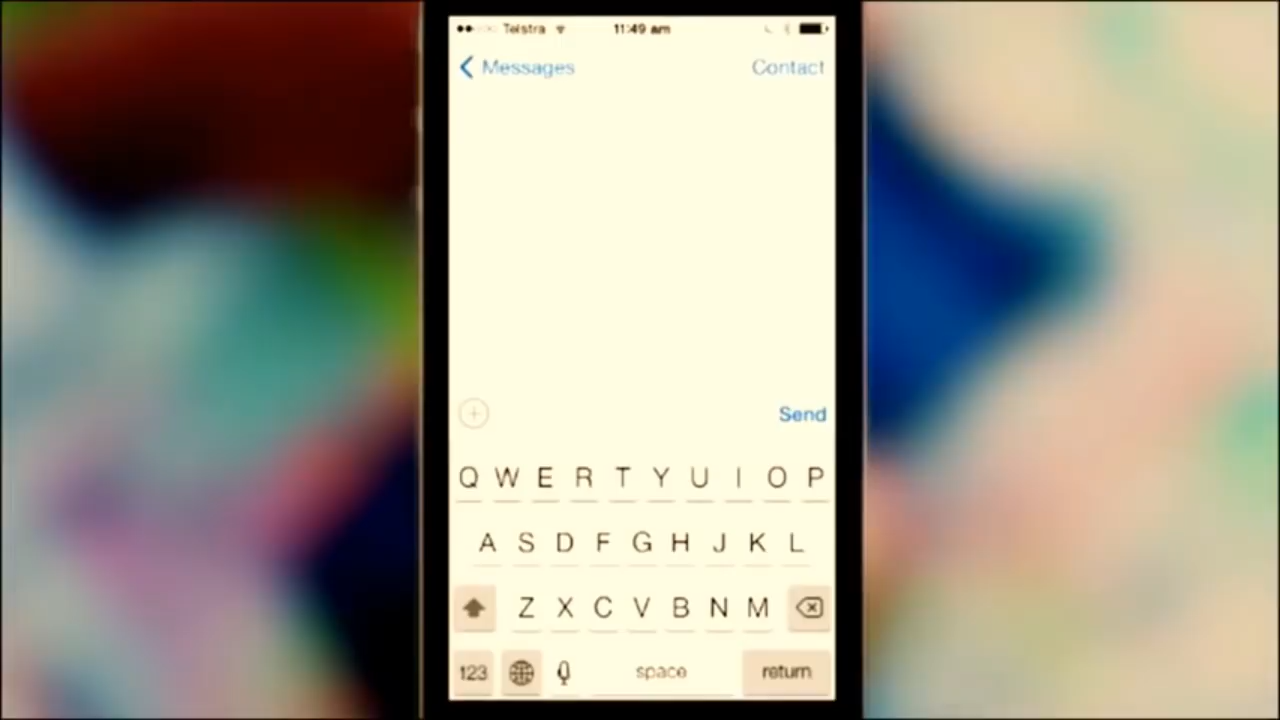 Telstra 11:49 am
Messages Contact
Send
Q W E R T Y U I O P
A S D F G H J K L
Z X C V B N M
123 space return